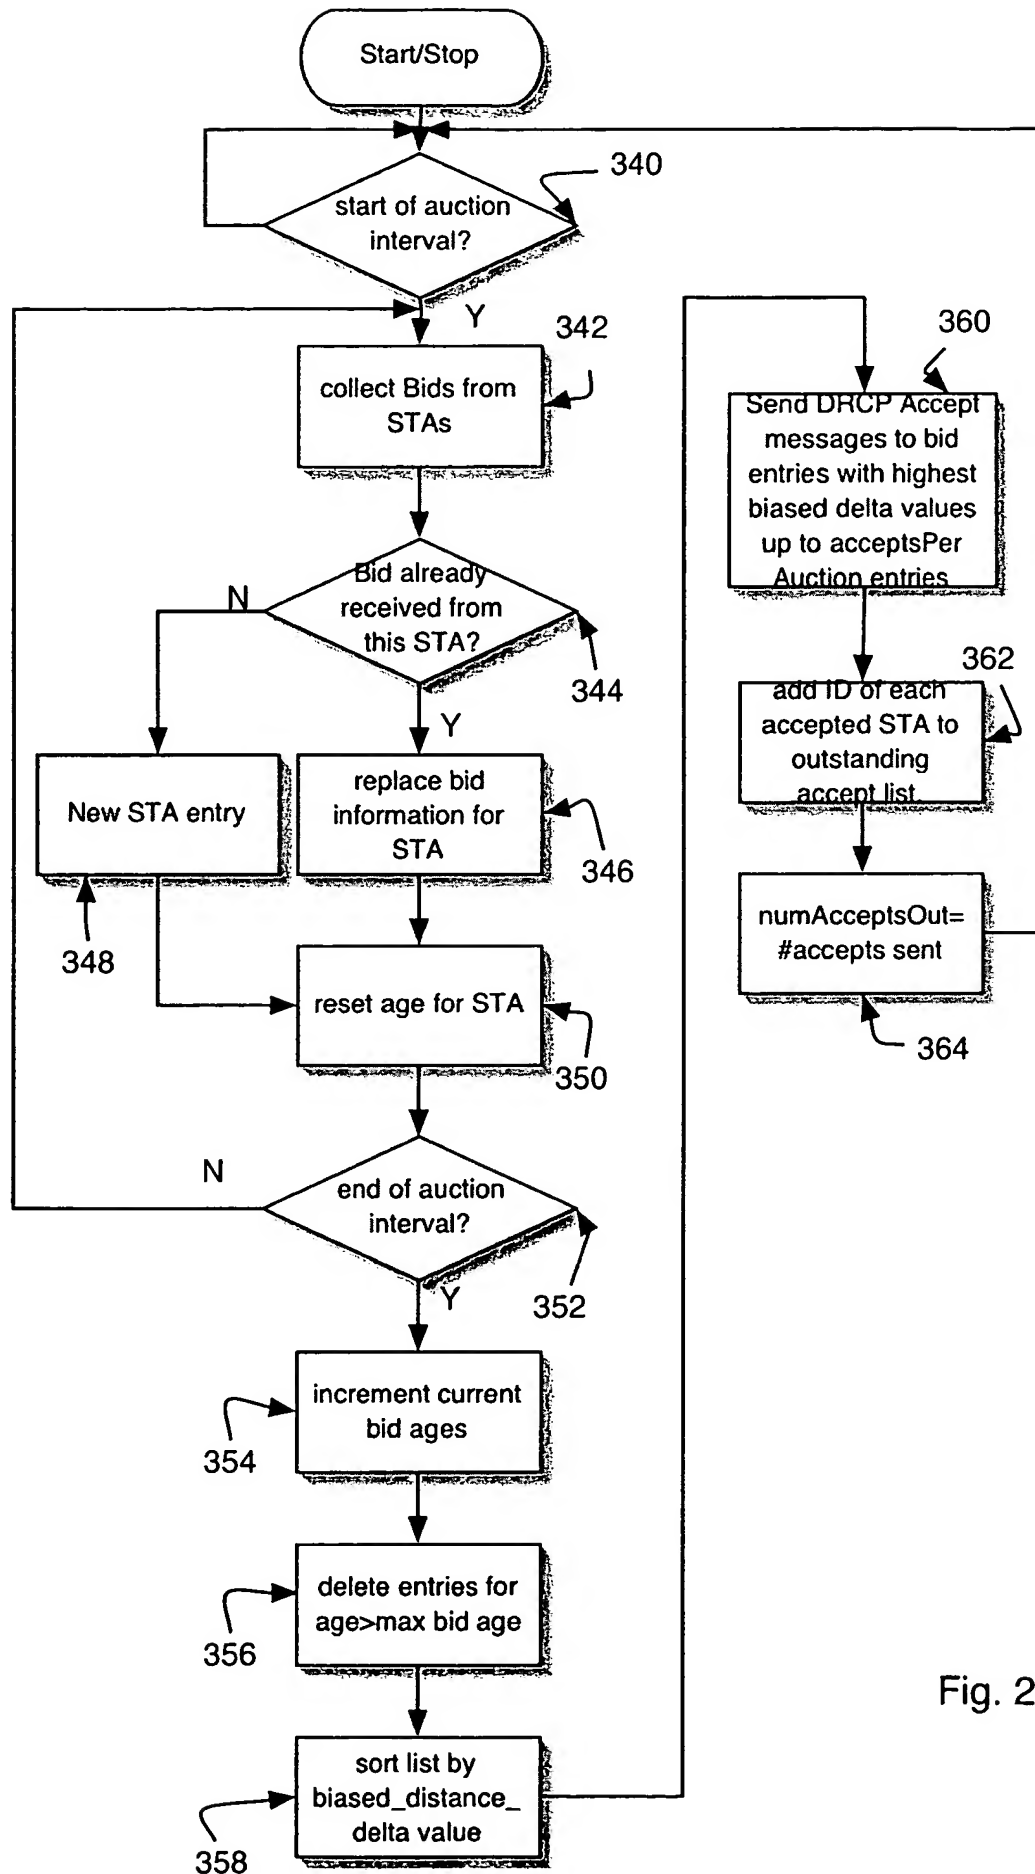 Start/Stop
start of auction
interval?
340
Y
342
collect Bids from
STAs
Bid already
received from
this STA?
N
344
Y
New STA entry
348
replace bid
information for
STA
346
reset age for STA
350
end of auction
interval?
N
352
Y
increment current
bid ages
354
delete entries for
age>max bid age
356
sort list by
biased_distance_
delta value
358
360
Send DRCP Accept
messages to bid
entries with highest
biased delta values
up to acceptsPer
Auction entries
362
add ID of each
accepted STA to
outstanding
accept list.
numAcceptsOut=
#accepts sent
364
Fig. 2